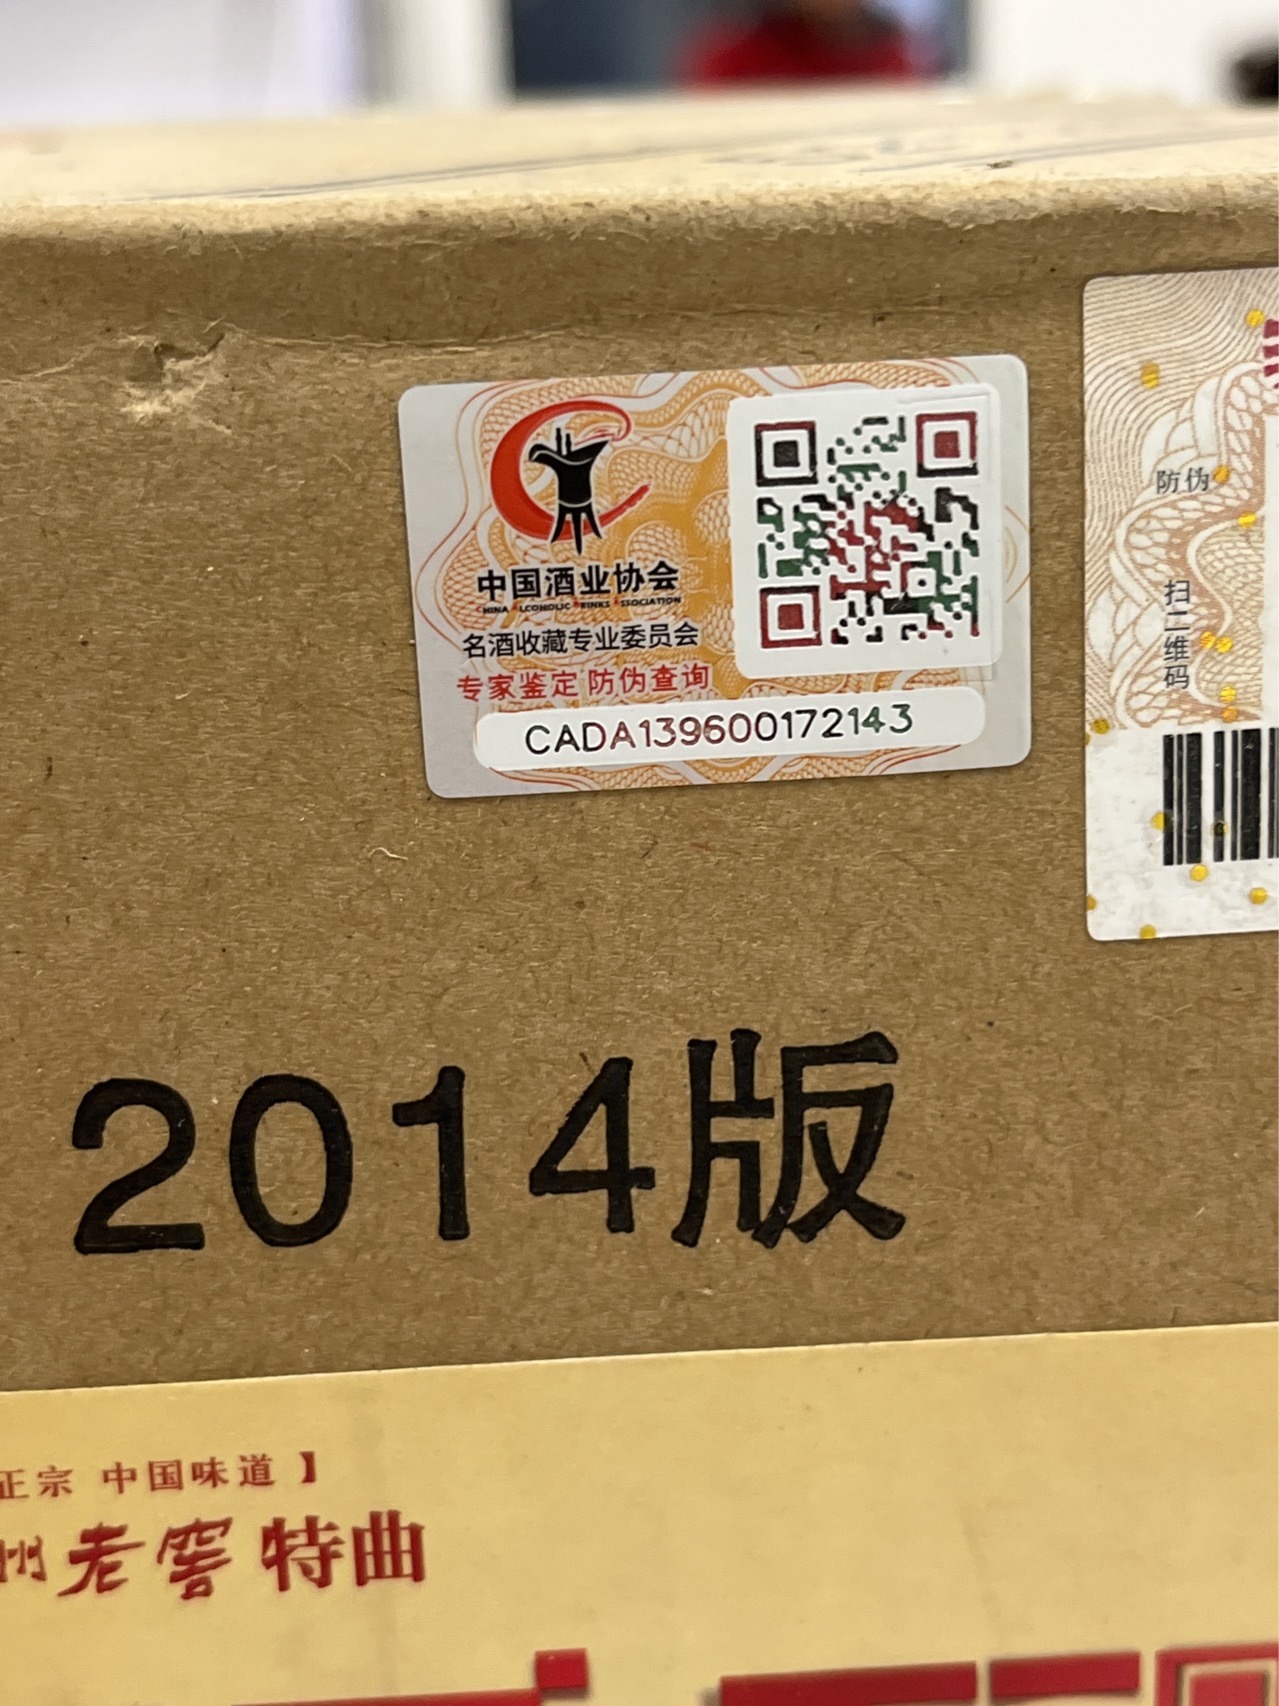 中国酒业协会
CHINA ALCOHOLIC DRINKS ASSOCIATION
名酒收藏专业委员会
专家鉴定 防伪查询
CADA139600172143
防伪
扫二维码
2014版
正宗 中国味道】
州老窖特曲